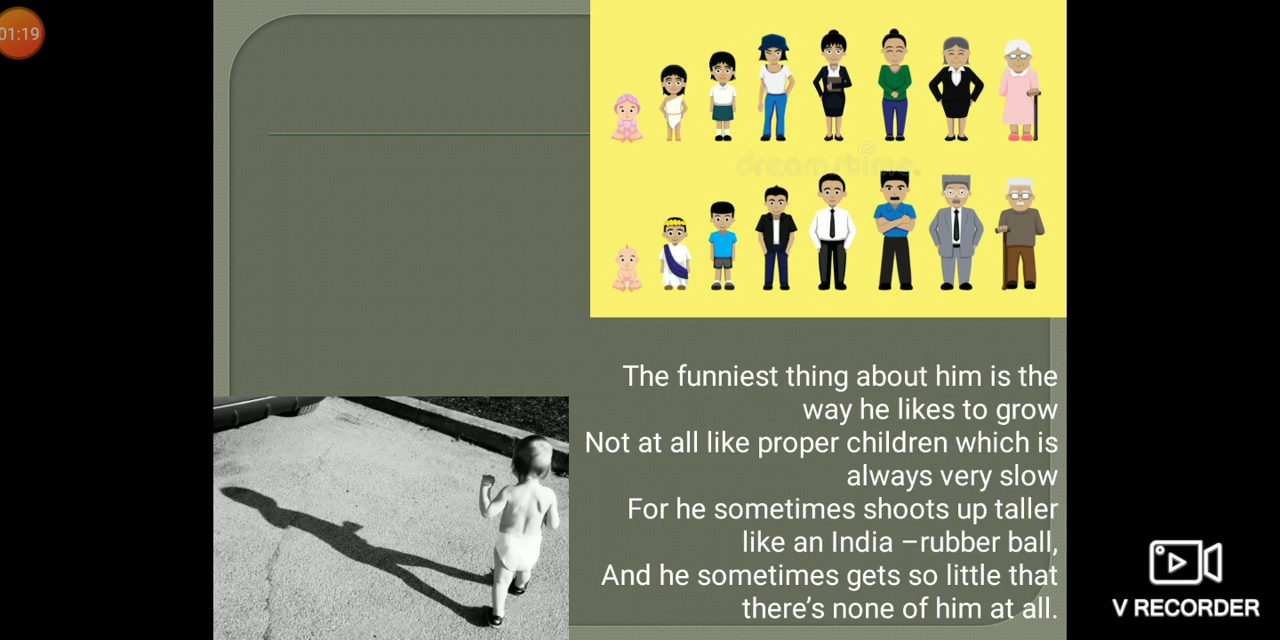 01:19
dreamstime.
The funniest thing about him is the
way he likes to grow
Not at all like proper children which is
always very slow
For he sometimes shoots up taller
like an India –rubber ball,
And he sometimes gets so little that
there’s none of him at all.
V RECORDER